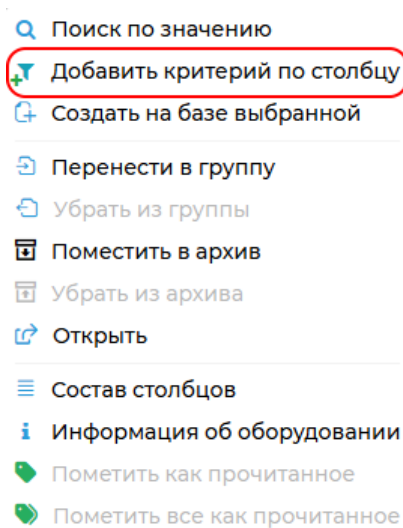 Поиск по значению
Добавить критерий по столбцу
Создать на базе выбранной
Перенести в группу
Убрать из группы
Поместить в архив
Убрать из архива
Открыть
Состав столбцов
Информация об оборудовании
Пометить как прочитанное
Пометить все как прочитанное